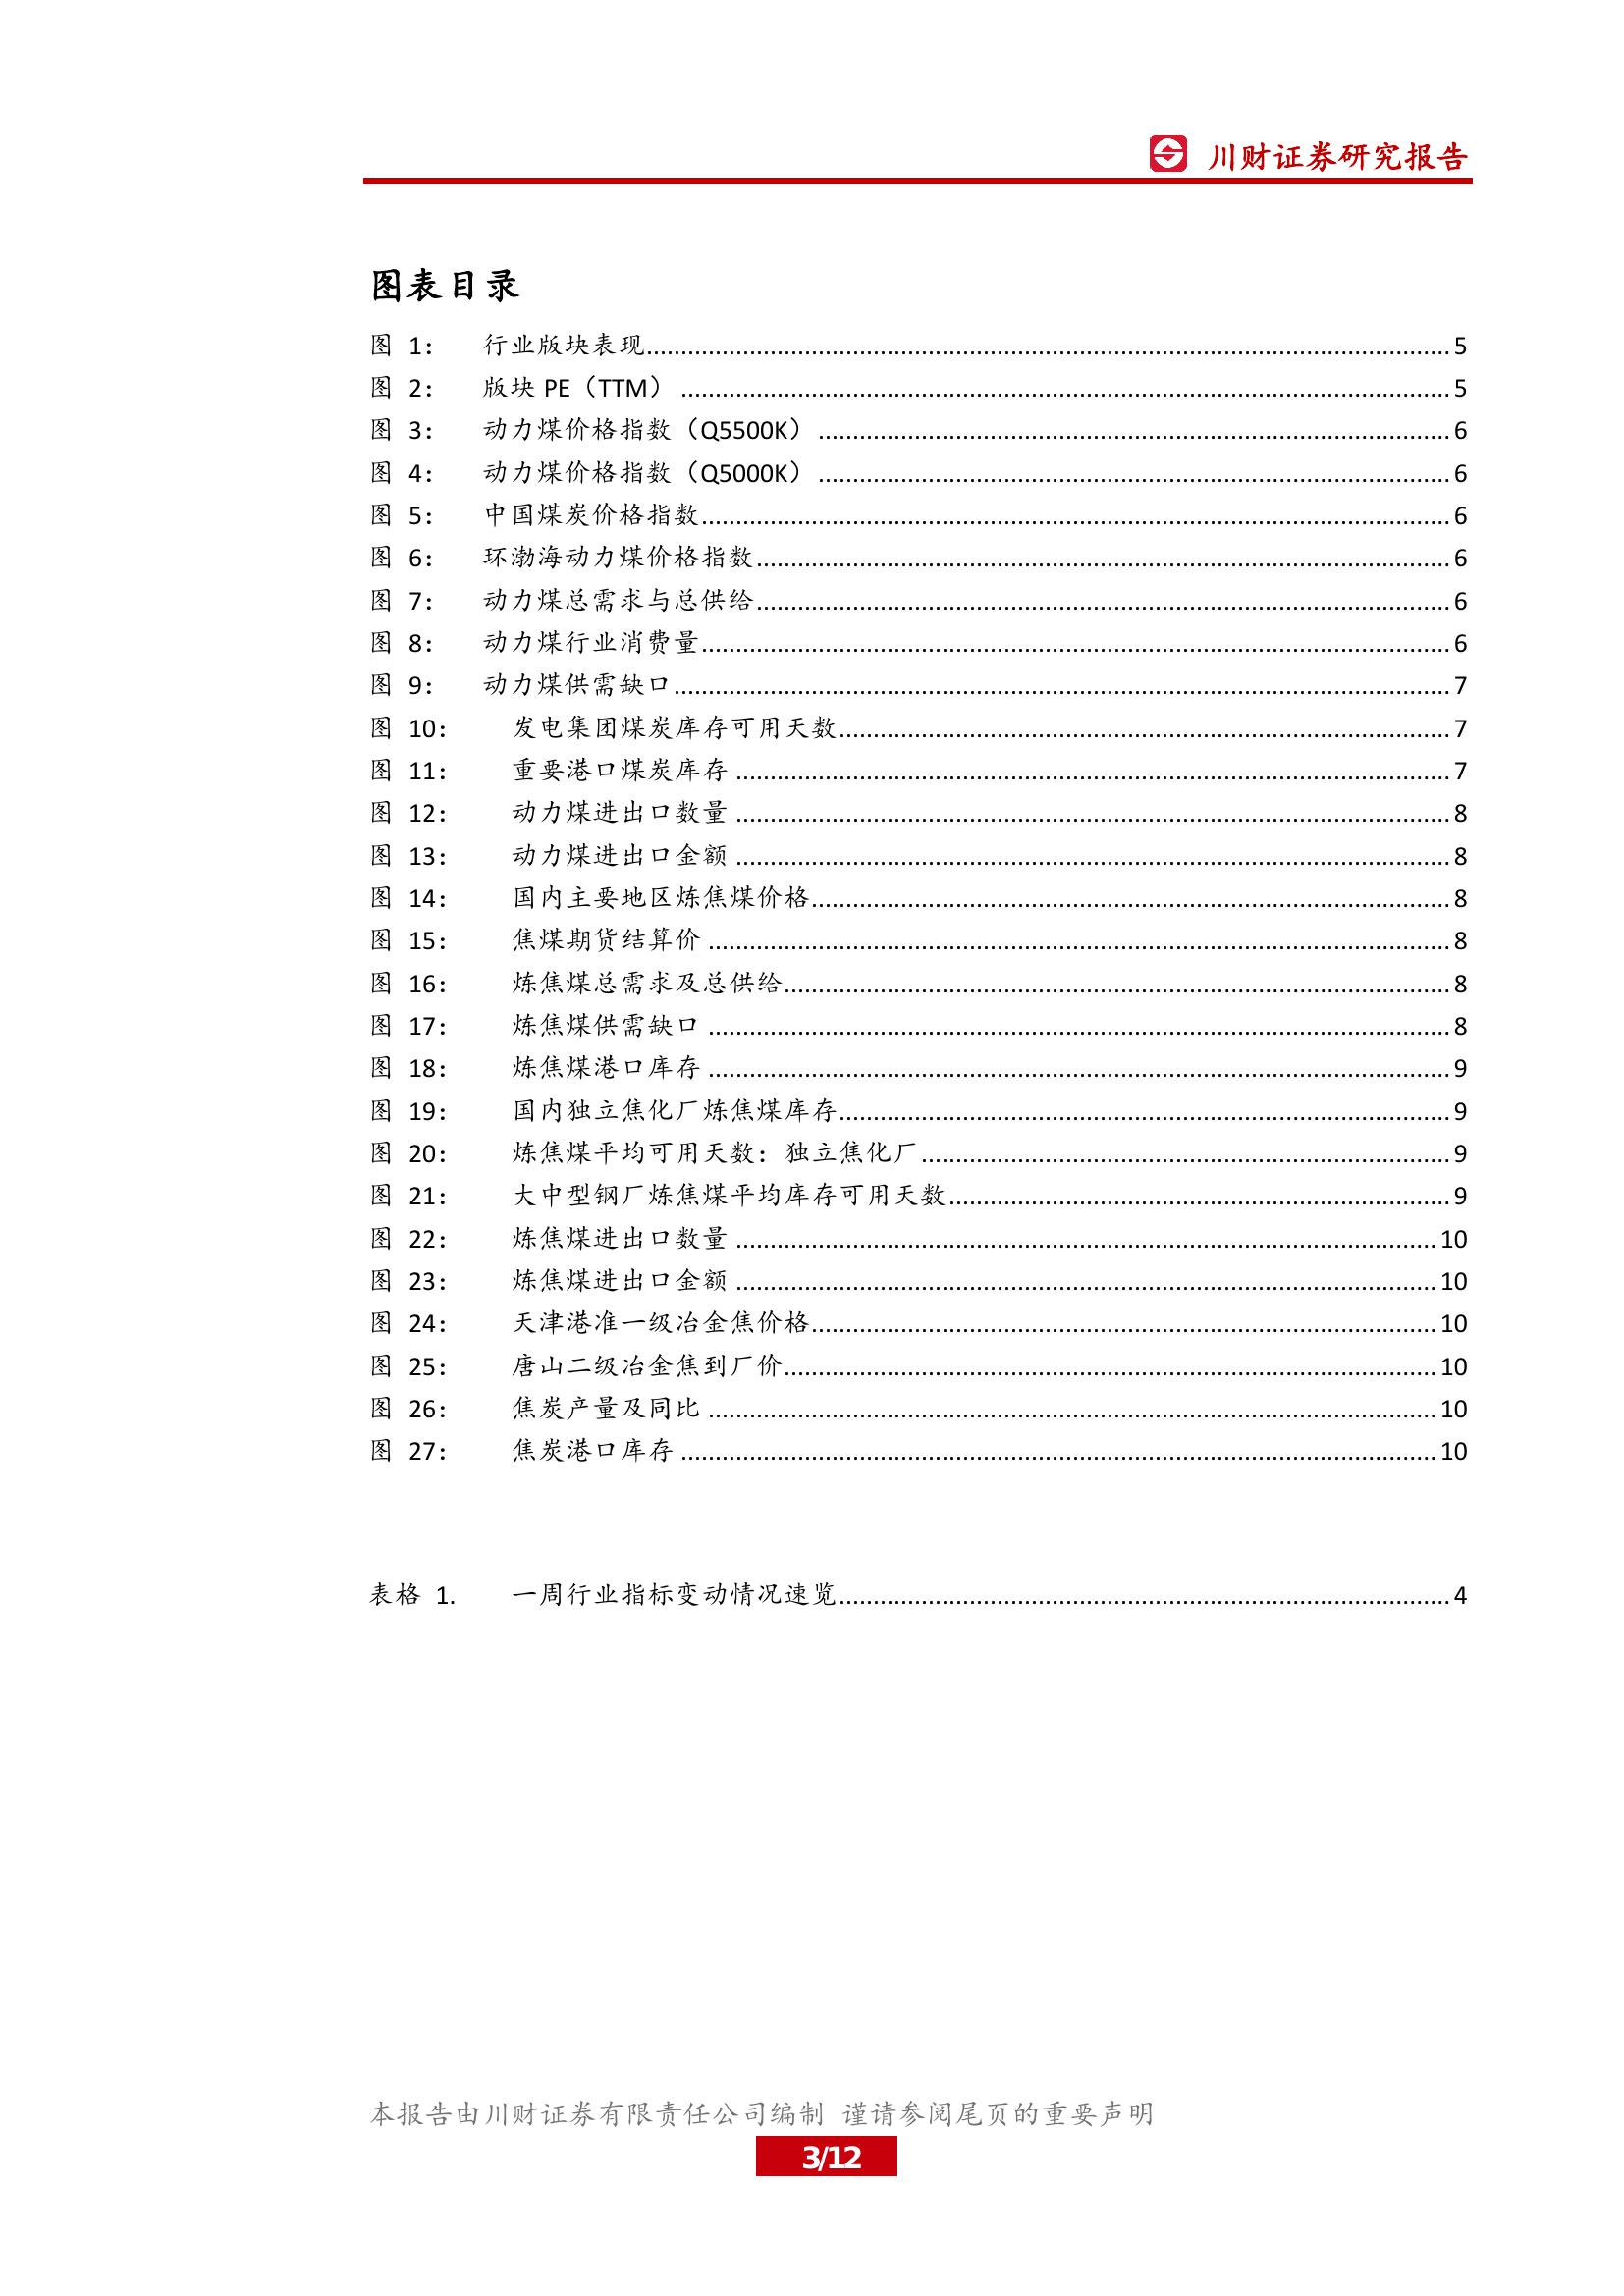 川财证券研究报告
图表目录
图 1： 行业版块表现 5
图 2： 版块 PE（TTM） 5
图 3： 动力煤价格指数（Q5500K） 6
图 4： 动力煤价格指数（Q5000K） 6
图 5： 中国煤炭价格指数 6
图 6： 环渤海动力煤价格指数 6
图 7： 动力煤总需求与总供给 6
图 8： 动力煤行业消费量 6
图 9： 动力煤供需缺口 7
图 10： 发电集团煤炭库存可用天数 7
图 11： 重要港口煤炭库存 7
图 12： 动力煤进出口数量 8
图 13： 动力煤进出口金额 8
图 14： 国内主要地区炼焦煤价格 8
图 15： 焦煤期货结算价 8
图 16： 炼焦煤总需求及总供给 8
图 17： 炼焦煤供需缺口 8
图 18： 炼焦煤港口库存 9
图 19： 国内独立焦化厂炼焦煤库存 9
图 20： 炼焦煤平均可用天数：独立焦化厂 9
图 21： 大中型钢厂炼焦煤平均库存可用天数 9
图 22： 炼焦煤进出口数量 10
图 23： 炼焦煤进出口金额 10
图 24： 天津港准一级冶金焦价格 10
图 25： 唐山二级冶金焦到厂价 10
图 26： 焦炭产量及同比 10
图 27： 焦炭港口库存 10
表格 1. 一周行业指标变动情况速览 4
本报告由川财证券有限责任公司编制 谨请参阅尾页的重要声明
3/12